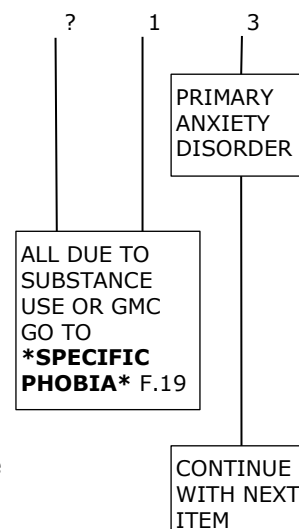 ? 1 3
PRIMARY
ANXIETY
DISORDER
ALL DUE TO
SUBSTANCE
USE OR GMC
GO TO
*SPECIFIC
PHOBIA* F.19
CONTINUE
WITH NEXT
ITEM